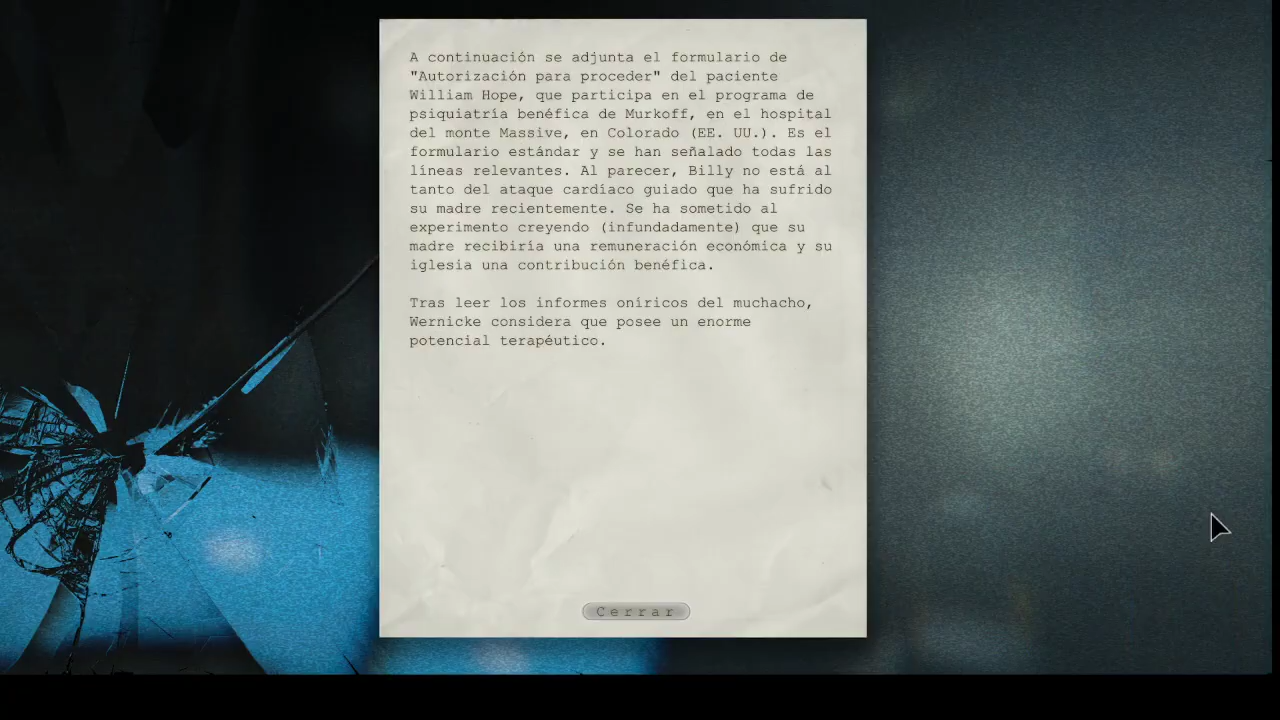 A continuación se adjunta el formulario de
"Autorización para proceder" del paciente
William Hope, que participa en el programa de
psiquiatría benéfica de Murkoff, en el hospital
del monte Massive, en Colorado (EE. UU.). Es el
formulario estándar y se han señalado todas las
líneas relevantes. Al parecer, Billy no está al
tanto del ataque cardíaco guiado que ha sufrido
su madre recientemente. Se ha sometido al
experimento creyendo (infundadamente) que su
madre recibiría una remuneración económica y su
iglesia una contribución benéfica.
Tras leer los informes oníricos del muchacho,
Wernicke considera que posee un enorme
potencial terapéutico.
Cerrar